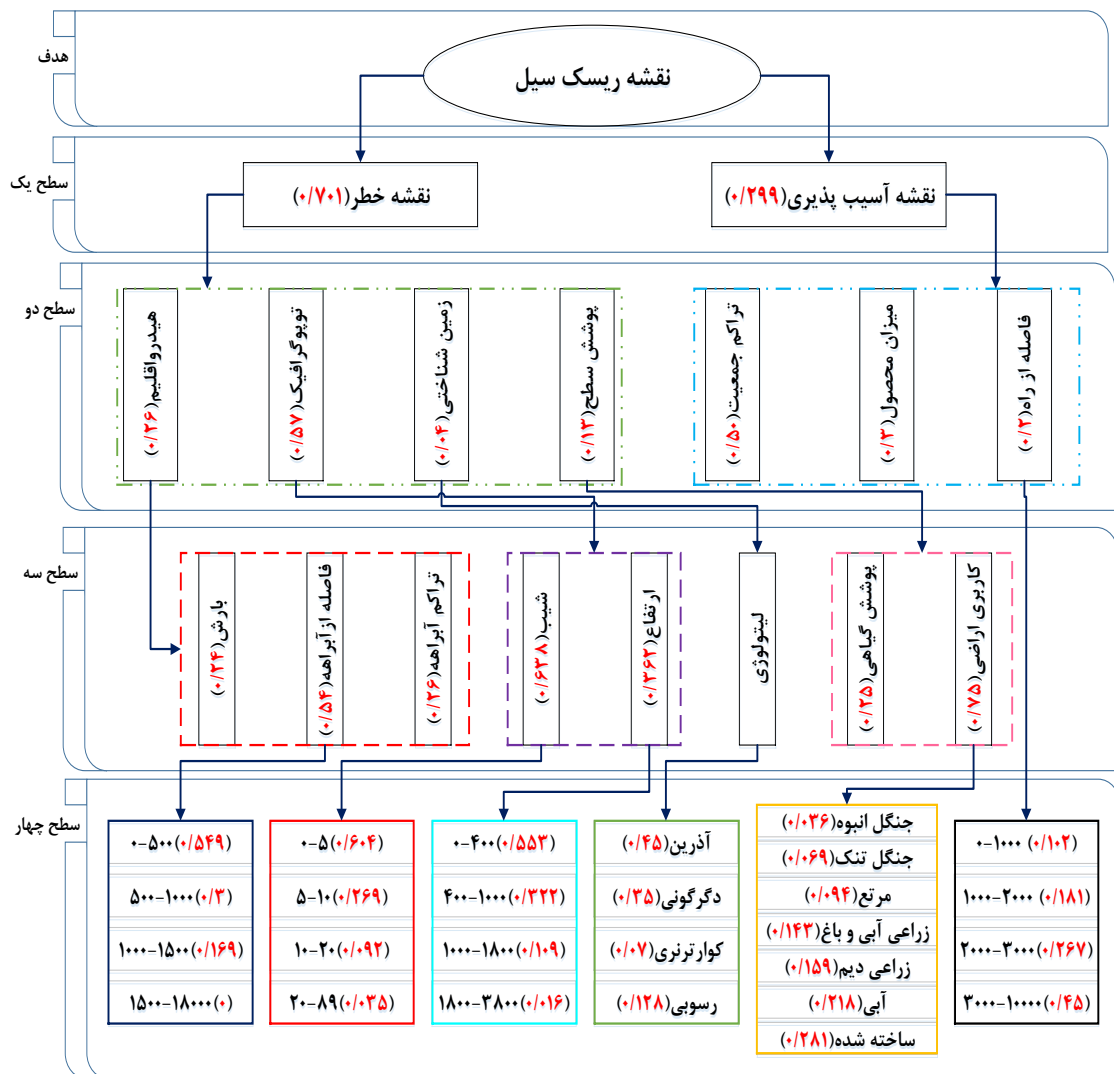 هدف
نقشه ریسک سیل
سطح یک
نقشه آسیب پذیری(۰/۲۹۹)
نقشه خطر(۰/۷۰۱)
سطح دو
فاصله از راه(۰/۲)
میزان محصول(۰/۳)
تراکم جمعیت(۰/۵۰)
پوشش سطح(۰/۱۳)
زمین شناختی(۰/۰۴)
توپوگرافیک(۰/۵۷)
هیدرواقلیم(۰/۲۶)
سطح سه
کاربری اراضی(۰/۷۵)
پوشش گیاهی(۰/۲۵)
لیتولوژی
ارتفاع(۰/۳۶۲)
شیب(۰/۶۳۸)
تراکم آبراهه(۰/۲۶)
فاصله از آبراهه(۰/۵۴)
بارش(۰/۲۴)
سطح چهار
۰-۱۰۰۰ (۰/۱۰۲)
۱۰۰۰-۲۰۰۰ (۰/۱۸۱)
۲۰۰۰-۳۰۰۰(۰/۲۶۷)
۳۰۰۰-۱۰۰۰۰(۰/۴۵)
جنگل انبوه(۰/۰۳۶)
جنگل تنک(۰/۰۶۹)
مرتع(۰/۰۹۴)
زراعی آبی و باغ(۰/۱۴۳)
زراعی دیم(۰/۱۵۹)
آبی(۰/۲۱۸)
ساخته شده(۰/۲۸۱)
آذرین(۰/۴۵)
دگرگونی(۰/۳۵)
کوارترنری(۰/۰۷)
رسوبی(۰/۱۲۸)
۰-۴۰۰(۰/۵۵۳)
۴۰۰-۱۰۰۰(۰/۳۲۲)
۱۰۰۰-۱۸۰۰(۰/۱۰۹)
۱۸۰۰-۳۸۰۰(۰/۰۱۶)
۰-۵(۰/۶۰۴)
۵-۱۰(۰/۲۶۹)
۱۰-۲۰(۰/۰۹۲)
۲۰-۸۹(۰/۰۳۵)
۰-۵۰۰(۰/۵۴۹)
۵۰۰-۱۰۰۰(۰/۳)
۱۰۰۰-۱۵۰۰(۰/۱۶۹)
۱۵۰۰-۱۸۰۰۰(۰)